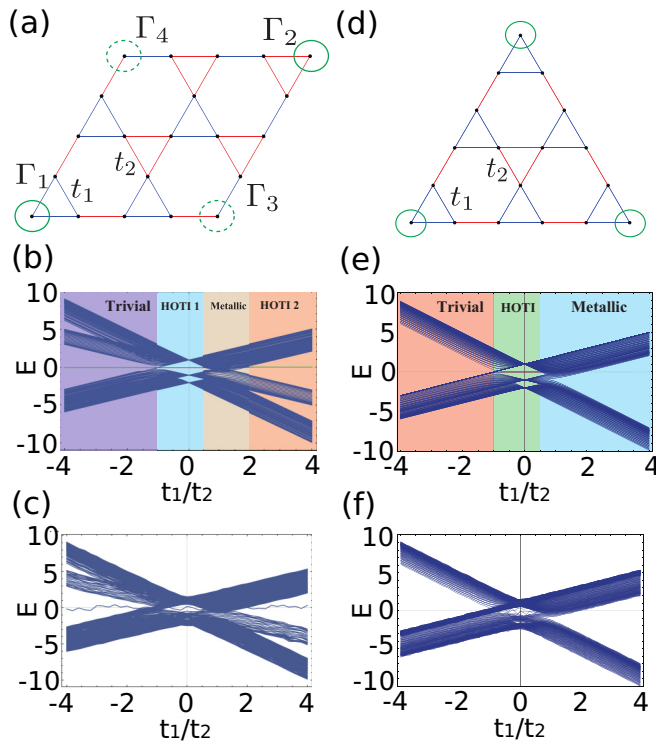 (a)
Γ4
Γ2
Γ1
t1
t2
Γ3
(d)
t2
t1
(b)
10
5
0
-5
-10
E
Trivial
HOTI 1
Metallic
HOTI 2
-4
-2
0
2
4
t1/t2
(e)
10
5
0
-5
-10
E
Trivial
HOTI
Metallic
-4
-2
0
2
4
t1/t2
(c)
10
5
0
-5
-10
E
-4
-2
0
2
4
t1/t2
(f)
10
5
0
-5
-10
E
-4
-2
0
2
4
t1/t2